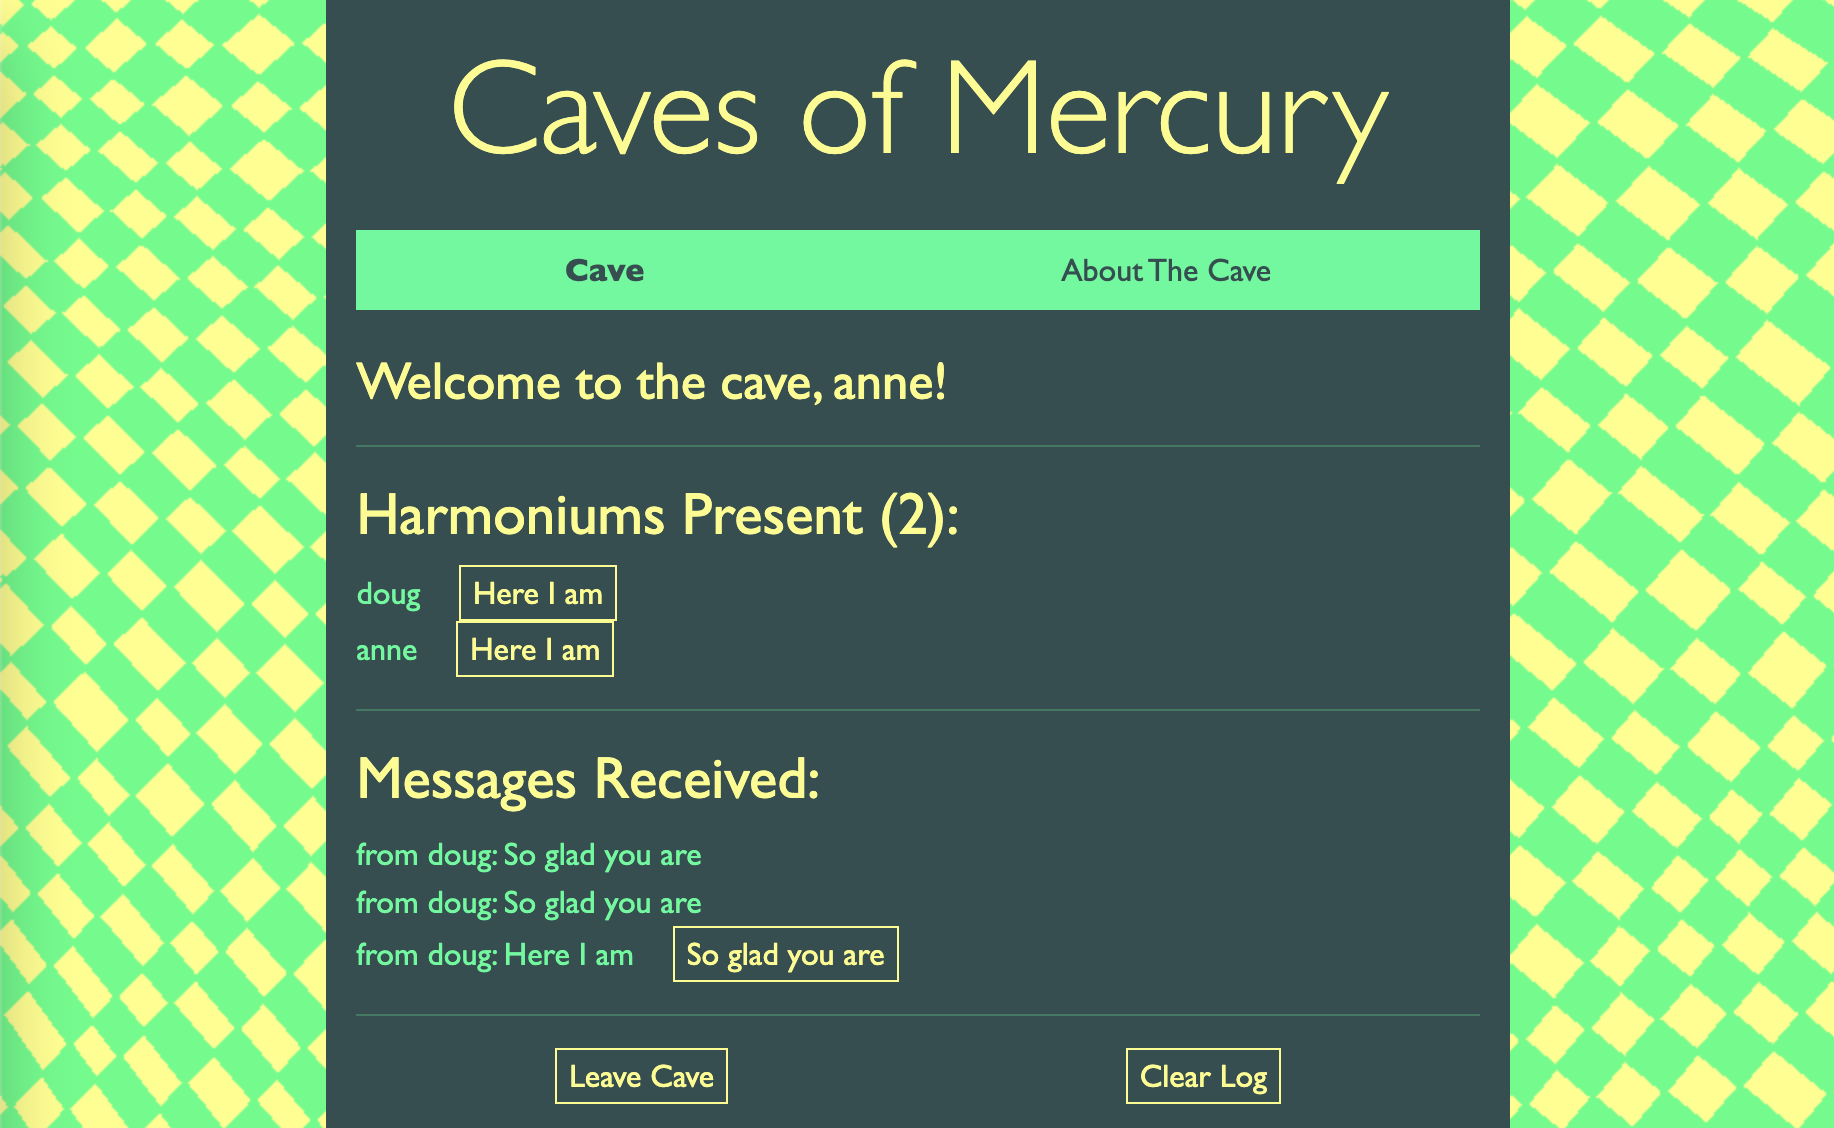 Caves of Mercury
Cave About The Cave
Welcome to the cave, anne!
Harmoniums Present (2):
doug Here I am
anne Here I am
Messages Received:
from doug: So glad you are
from doug: So glad you are
from doug: Here I am So glad you are
Leave Cave Clear Log